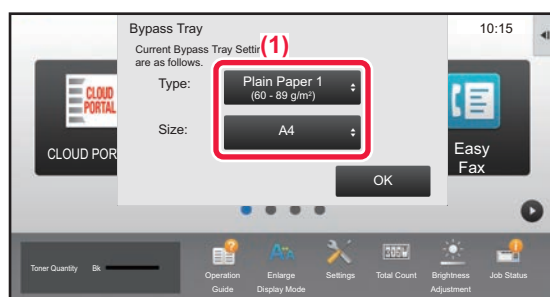 Bypass Tray
10:15
Current Bypass Tray Settin
are as follows.
(1)
Type:
Plain Paper 1
(60 - 89 g/m²)
Size:
A4
OK
CLOUD
PORTAL
CLOUD POR
Easy
Fax
Toner Quantity Bk
Operation
Guide
Enlarge
Display Mode
Settings
Total Count
Brightness
Adjustment
Job Status